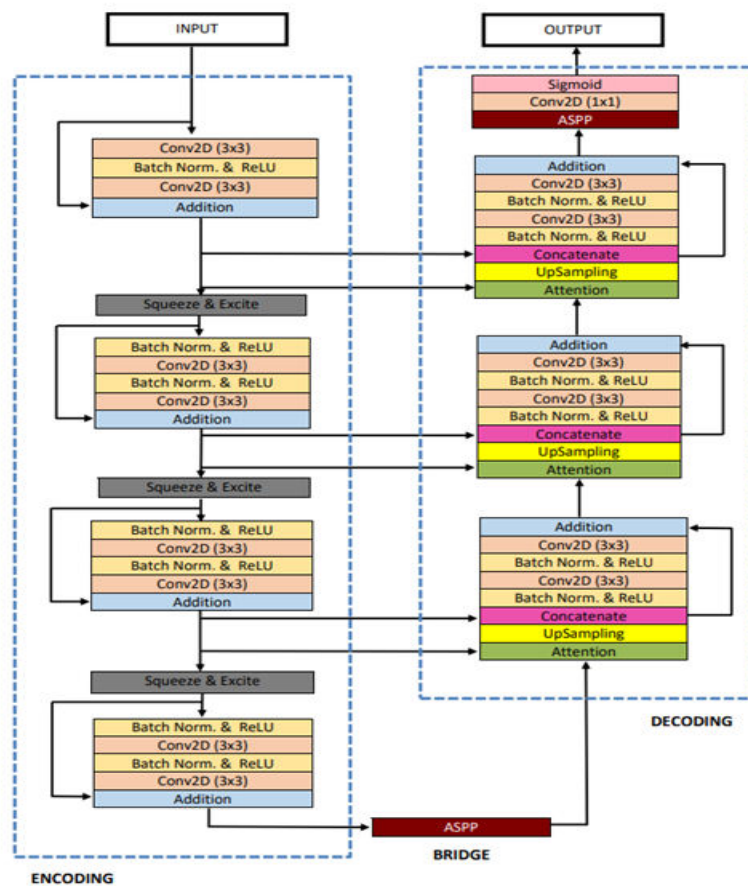 INPUT
Conv2D (3x3)
Batch Norm. & ReLU
Conv2D (3x3)
Addition
Squeeze & Excite
Batch Norm. & ReLU
Conv2D (3x3)
Batch Norm. & ReLU
Conv2D (3x3)
Addition
Squeeze & Excite
Batch Norm. & ReLU
Conv2D (3x3)
Batch Norm. & ReLU
Conv2D (3x3)
Addition
Squeeze & Excite
Batch Norm. & ReLU
Conv2D (3x3)
Batch Norm. & ReLU
Conv2D (3x3)
Addition
ENCODING
ASPP
BRIDGE
OUTPUT
Sigmoid
Conv2D (1x1)
ASPP
Addition
Conv2D (3x3)
Batch Norm. & ReLU
Conv2D (3x3)
Batch Norm. & ReLU
Concatenate
UpSampling
Attention
Addition
Conv2D (3x3)
Batch Norm. & ReLU
Conv2D (3x3)
Batch Norm. & ReLU
Concatenate
UpSampling
Attention
Addition
Conv2D (3x3)
Batch Norm. & ReLU
Conv2D (3x3)
Batch Norm. & ReLU
Concatenate
UpSampling
Attention
DECODING